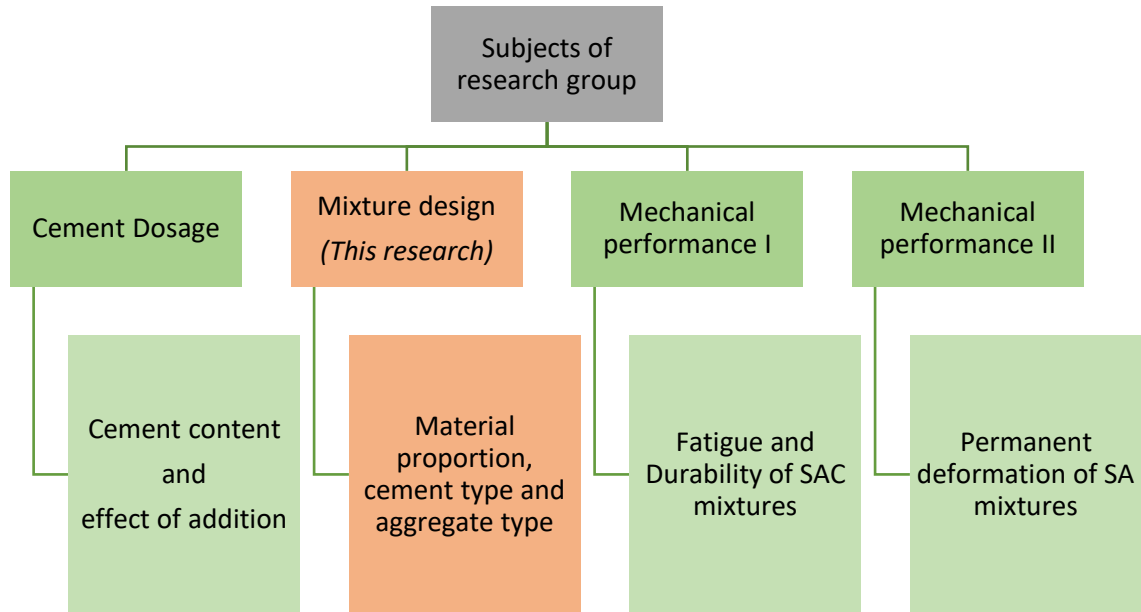 Subjects of
research group
Cement Dosage
Mixture design
(This research)
Mechanical
performance I
Mechanical
performance II
Cement content
and
effect of addition
Material
proportion,
cement type and
aggregate type
Fatigue and
Durability of SAC
mixtures
Permanent
deformation of SA
mixtures